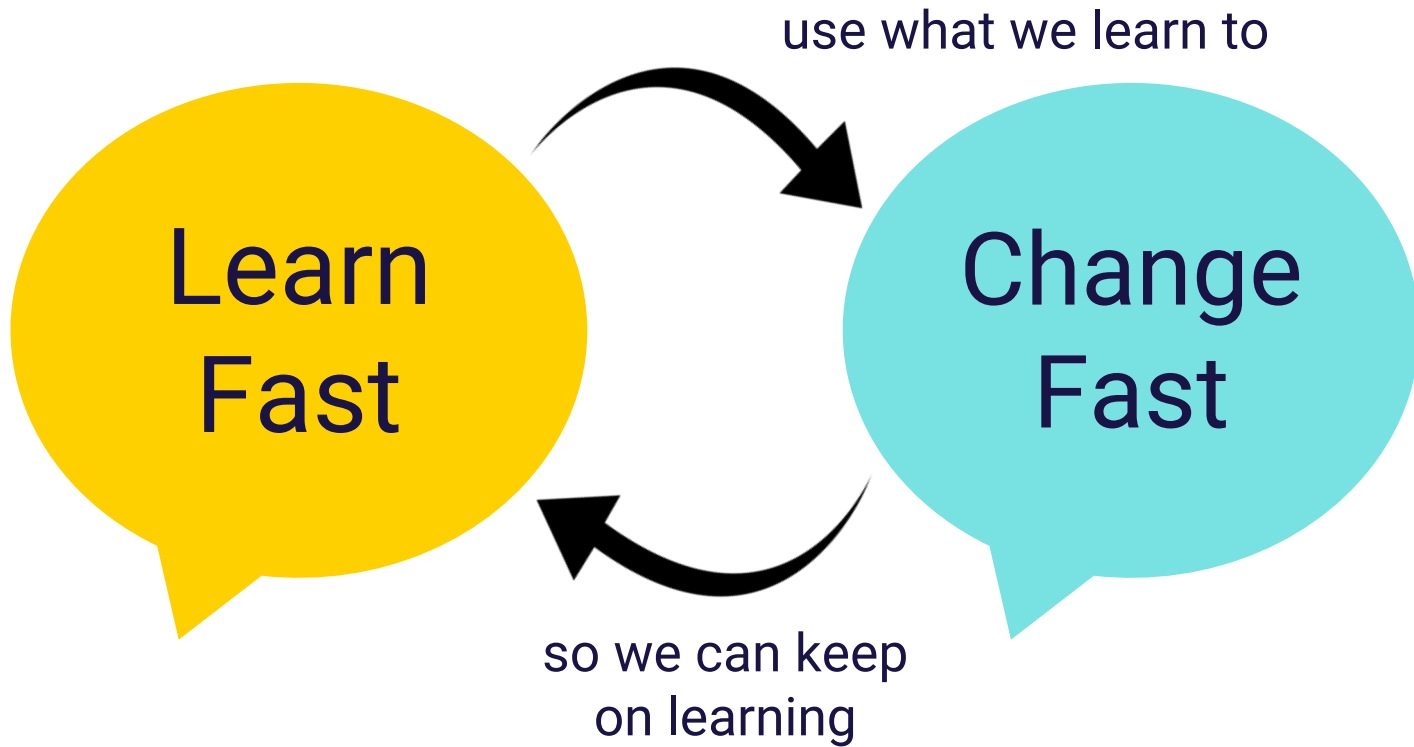 use what we learn to
Learn
Fast
Change
Fast
so we can keep
on learning